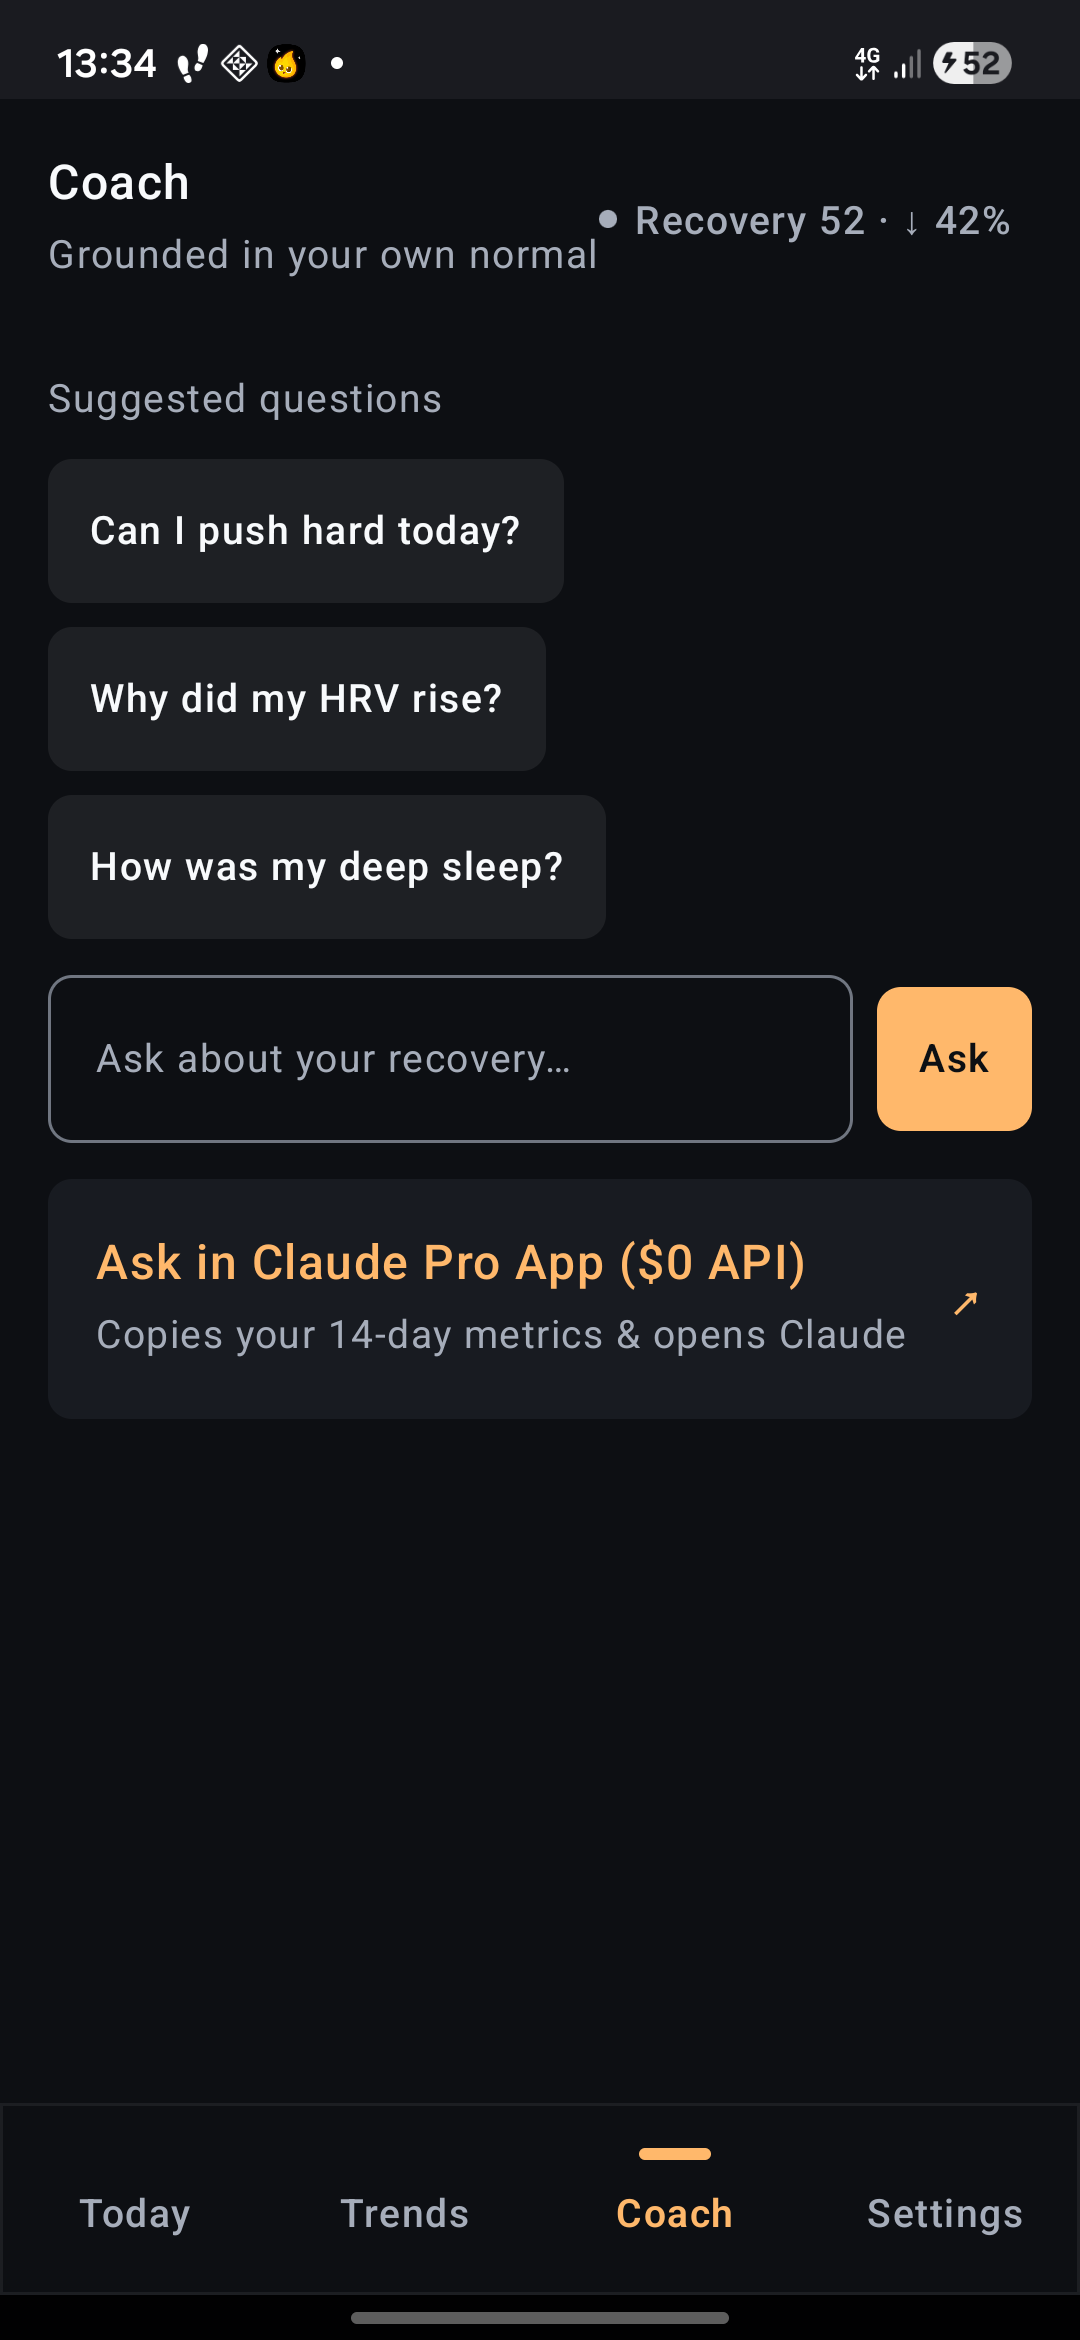 13:34
4G
52
Coach
Grounded in your own normal
Recovery 52 · ↓ 42%
Suggested questions
Can I push hard today?
Why did my HRV rise?
How was my deep sleep?
Ask about your recovery…
Ask
Ask in Claude Pro App ($0 API)
Copies your 14-day metrics & opens Claude
↗
Today
Trends
Coach
Settings